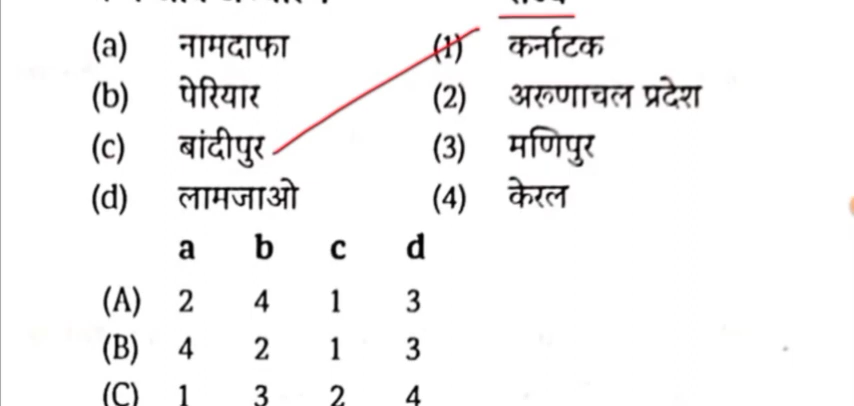 (a) नामदाफा (1) कर्नाटक
(b) पेरियार (2) अरूणाचल प्रदेश
(c) बांदीपुर (3) मणिपुर
(d) लामजाओ (4) केरल
a b c d
(A) 2 4 1 3
(B) 4 2 1 3
(C) 1 3 2 4